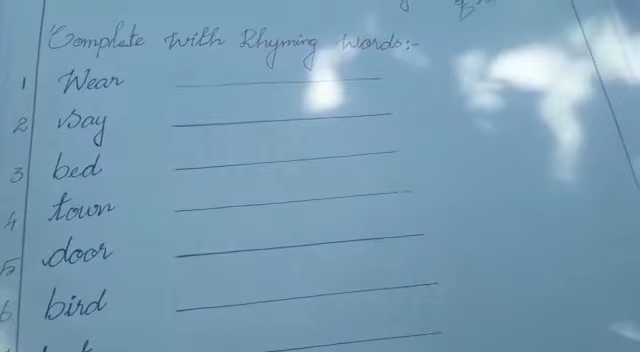 Complete with Rhyming words:-
1 Wear
2 Say
3 bed
4 town
5 door
6 bird